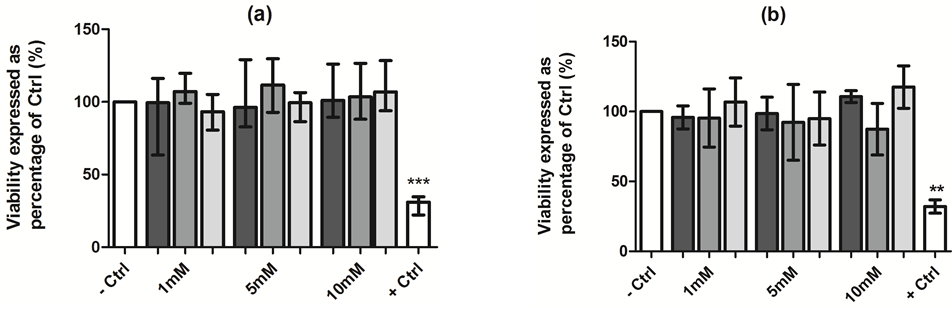 (a)
Viability expressed as
percentage of Ctrl (%)
150
100
50
0
***
- Ctrl
1mM
5mM
10mM
+ Ctrl
(b)
Viability expressed as
percentage of Ctrl (%)
150
100
50
0
**
- Ctrl
1mM
5mM
10mM
+ Ctrl